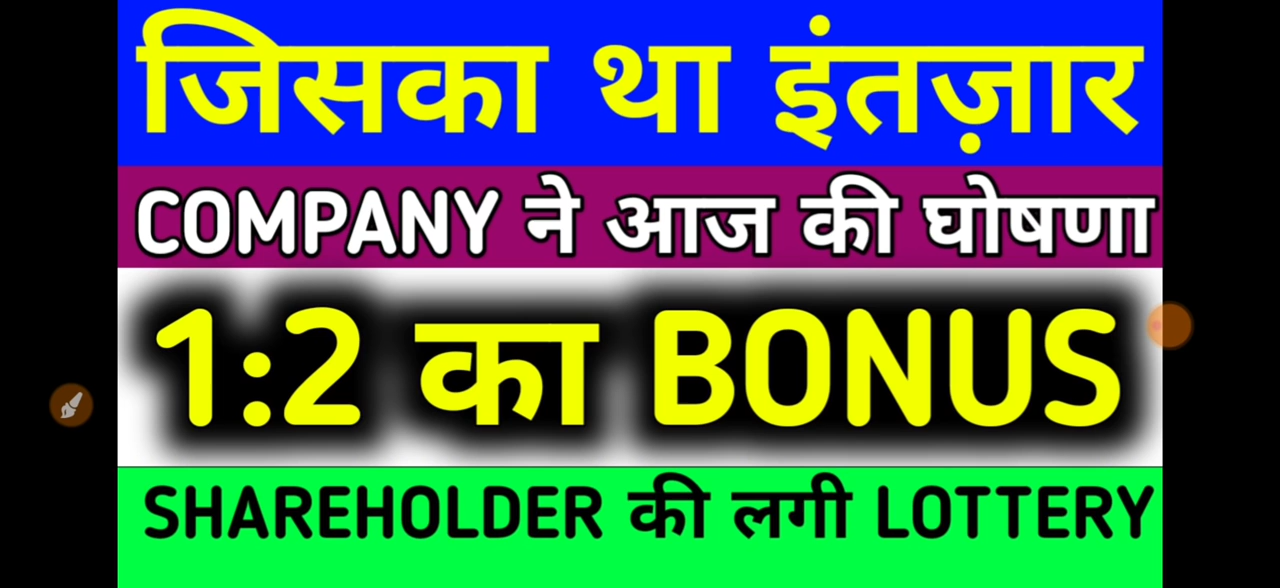 जिसका था इंतज़ार
COMPANY ने आज की घोषणा
1:2 का BONUS
SHAREHOLDER की लगी LOTTERY